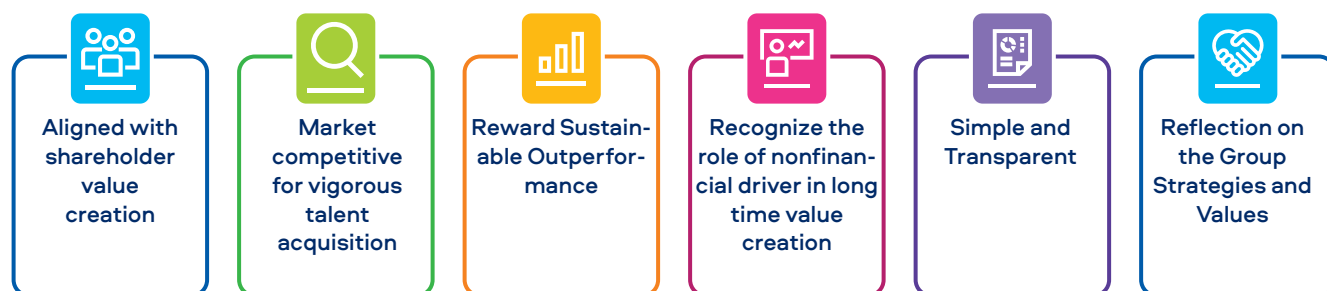 Aligned with
shareholder
value
creation
Market
competitive
for vigorous
talent
acquisition
Reward Sustain-
able Outperfor-
mance
Recognize the
role of nonfinan-
cial driver in long
time value
creation
Simple and
Transparent
Reflection on
the Group
Strategies and
Values